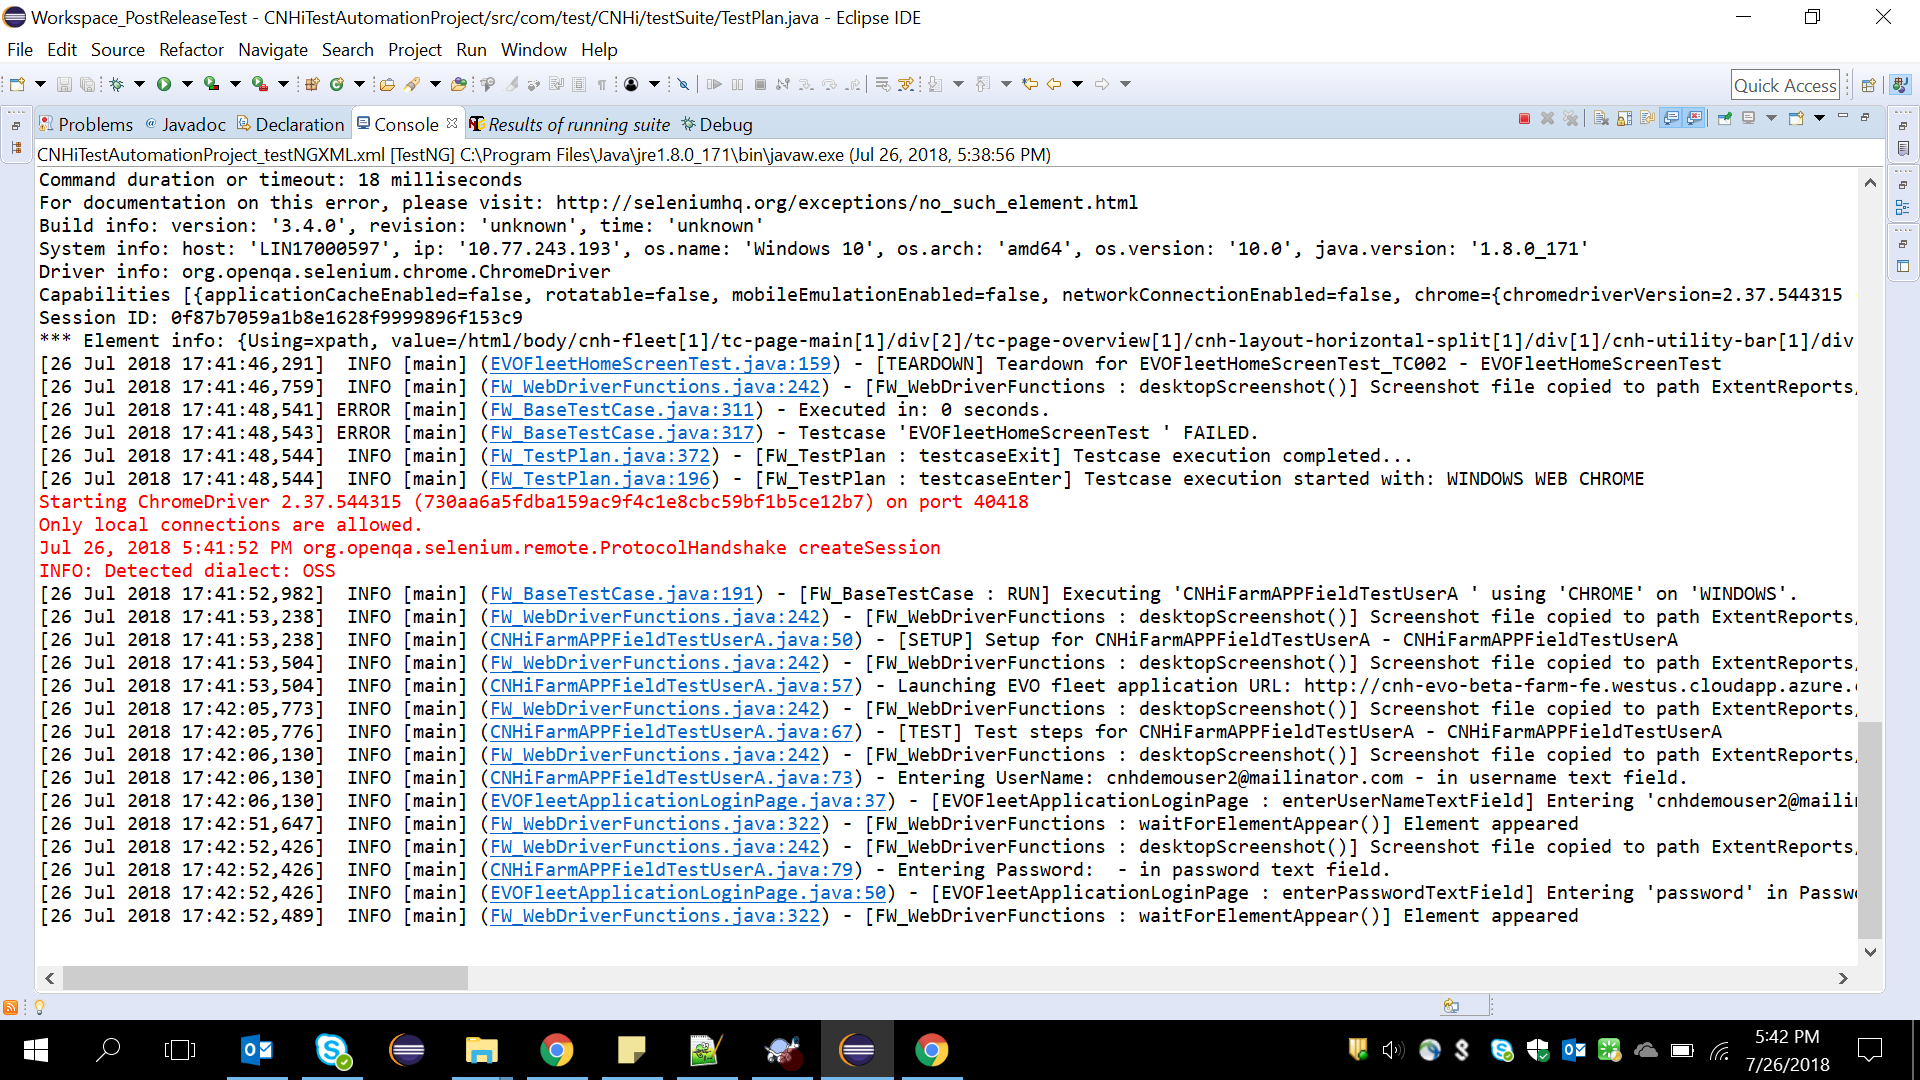 Workspace_PostReleaseTest - CNHiTestAutomationProject/src/com/test/CNHi/testSuite/TestPlan.java - Eclipse IDE
File Edit Source Refactor Navigate Search Project Run Window Help
Quick Access
Problems Javadoc Declaration Console Results of running suite Debug
CNHiTestAutomationProject_testNGXML.xml [TestNG] C:\Program Files\Java\jre1.8.0_171\bin\javaw.exe (Jul 26, 2018, 5:38:56 PM)
Command duration or timeout: 18 milliseconds
For documentation on this error, please visit: http://seleniumhq.org/exceptions/no_such_element.html
Build info: version: '3.4.0', revision: 'unknown', time: 'unknown'
System info: host: 'LIN17000597', ip: '10.77.243.193', os.name: 'Windows 10', os.arch: 'amd64', os.version: '10.0', java.version: '1.8.0_171'
Driver info: org.openqa.selenium.chrome.ChromeDriver
Capabilities [{applicationCacheEnabled=false, rotatable=false, mobileEmulationEnabled=false, networkConnectionEnabled=false, chrome={chromedriverVersion=2.37.544315
Session ID: 0f87b7059a1b8e1628f9999896f153c9
*** Element info: {Using=xpath, value=/html/body/cnh-fleet[1]/tc-page-main[1]/div[2]/tc-page-overview[1]/cnh-layout-horizontal-split[1]/div[1]/cnh-utility-bar[1]/div
[26 Jul 2018 17:41:46,291]  INFO [main] (EVOFleetHomeScreenTest.java:159) - [TEARDOWN] Teardown for EVOFleetHomeScreenTest_TC002 - EVOFleetHomeScreenTest
[26 Jul 2018 17:41:46,759]  INFO [main] (FW_WebDriverFunctions.java:242) - [FW_WebDriverFunctions : desktopScreenshot()] Screenshot file copied to path ExtentReports/
[26 Jul 2018 17:41:48,541] ERROR [main] (FW_BaseTestCase.java:311) - Executed in: 0 seconds.
[26 Jul 2018 17:41:48,543] ERROR [main] (FW_BaseTestCase.java:317) - Testcase 'EVOFleetHomeScreenTest ' FAILED.
[26 Jul 2018 17:41:48,544]  INFO [main] (FW_TestPlan.java:372) - [FW_TestPlan : testcaseExit] Testcase execution completed...
[26 Jul 2018 17:41:48,544]  INFO [main] (FW_TestPlan.java:196) - [FW_TestPlan : testcaseEnter] Testcase execution started with: WINDOWS WEB CHROME
Starting ChromeDriver 2.37.544315 (730aa6a5fdba159ac9f4c1e8cbc59bf1b5ce12b7) on port 40418
Only local connections are allowed.
Jul 26, 2018 5:41:52 PM org.openqa.selenium.remote.ProtocolHandshake createSession
INFO: Detected dialect: OSS
[26 Jul 2018 17:41:52,982]  INFO [main] (FW_BaseTestCase.java:191) - [FW_BaseTestCase : RUN] Executing 'CNHiFarmAPPFieldTestUserA ' using 'CHROME' on 'WINDOWS'.
[26 Jul 2018 17:41:53,238]  INFO [main] (FW_WebDriverFunctions.java:242) - [FW_WebDriverFunctions : desktopScreenshot()] Screenshot file copied to path ExtentReports/
[26 Jul 2018 17:41:53,238]  INFO [main] (CNHiFarmAPPFieldTestUserA.java:50) - [SETUP] Setup for CNHiFarmAPPFieldTestUserA - CNHiFarmAPPFieldTestUserA
[26 Jul 2018 17:41:53,504]  INFO [main] (FW_WebDriverFunctions.java:242) - [FW_WebDriverFunctions : desktopScreenshot()] Screenshot file copied to path ExtentReports/
[26 Jul 2018 17:41:53,504]  INFO [main] (CNHiFarmAPPFieldTestUserA.java:57) - Launching EVO fleet application URL: http://cnh-evo-beta-farm-fe.westus.cloudapp.azure.
[26 Jul 2018 17:42:05,773]  INFO [main] (FW_WebDriverFunctions.java:242) - [FW_WebDriverFunctions : desktopScreenshot()] Screenshot file copied to path ExtentReports/
[26 Jul 2018 17:42:05,776]  INFO [main] (CNHiFarmAPPFieldTestUserA.java:67) - [TEST] Test steps for CNHiFarmAPPFieldTestUserA - CNHiFarmAPPFieldTestUserA
[26 Jul 2018 17:42:06,130]  INFO [main] (FW_WebDriverFunctions.java:242) - [FW_WebDriverFunctions : desktopScreenshot()] Screenshot file copied to path ExtentReports/
[26 Jul 2018 17:42:06,130]  INFO [main] (CNHiFarmAPPFieldTestUserA.java:73) - Entering UserName: cnhdemouser2@mailinator.com - in username text field.
[26 Jul 2018 17:42:06,130]  INFO [main] (EVOFleetApplicationLoginPage.java:37) - [EVOFleetApplicationLoginPage : enterUserNameTextField] Entering 'cnhdemouser2@mailin
[26 Jul 2018 17:42:51,647]  INFO [main] (FW_WebDriverFunctions.java:322) - [FW_WebDriverFunctions : waitForElementAppear()] Element appeared
[26 Jul 2018 17:42:52,426]  INFO [main] (FW_WebDriverFunctions.java:242) - [FW_WebDriverFunctions : desktopScreenshot()] Screenshot file copied to path ExtentReports/
[26 Jul 2018 17:42:52,426]  INFO [main] (CNHiFarmAPPFieldTestUserA.java:79) - Entering Password:  - in password text field.
[26 Jul 2018 17:42:52,426]  INFO [main] (EVOFleetApplicationLoginPage.java:50) - [EVOFleetApplicationLoginPage : enterPasswordTextField] Entering 'password' in Passw
[26 Jul 2018 17:42:52,489]  INFO [main] (FW_WebDriverFunctions.java:322) - [FW_WebDriverFunctions : waitForElementAppear()] Element appeared
5:42 PM
7/26/2018